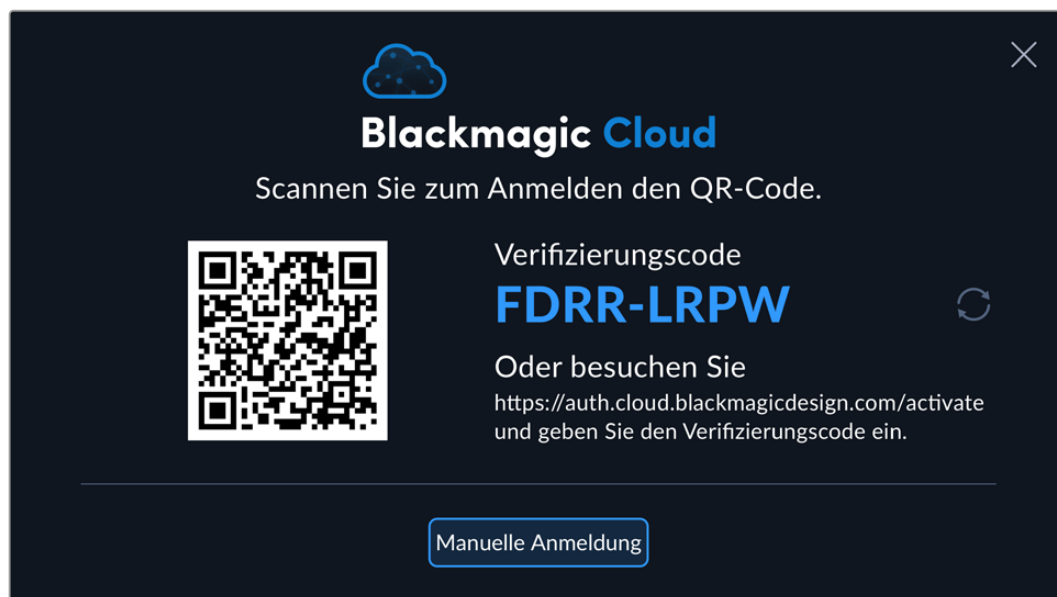 Blackmagic Cloud
Scannen Sie zum Anmelden den QR-Code.
Verifizierungscode
FDRR-LRPW
Oder besuchen Sie
https://auth.cloud.blackmagicdesign.com/activate
und geben Sie den Verifizierungscode ein.
Manuelle Anmeldung